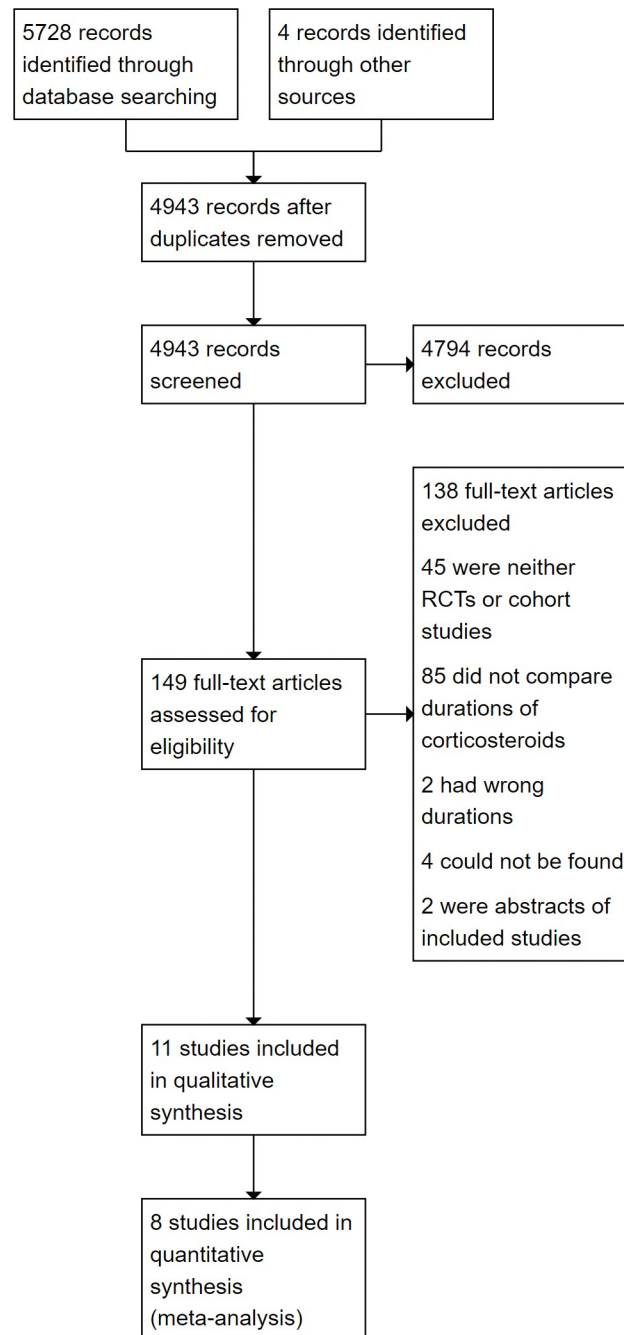 5728 records
identified through
database searching
4 records identified
through other
sources
4943 records after
duplicates removed
4943 records
screened
4794 records
excluded
138 full-text articles
excluded
45 were neither
RCTs or cohort
studies
85 did not compare
durations of
corticosteroids
2 had wrong
durations
4 could not be found
2 were abstracts of
included studies
149 full-text articles
assessed for
eligibility
11 studies included
in qualitative
synthesis
8 studies included in
quantitative
synthesis
(meta-analysis)